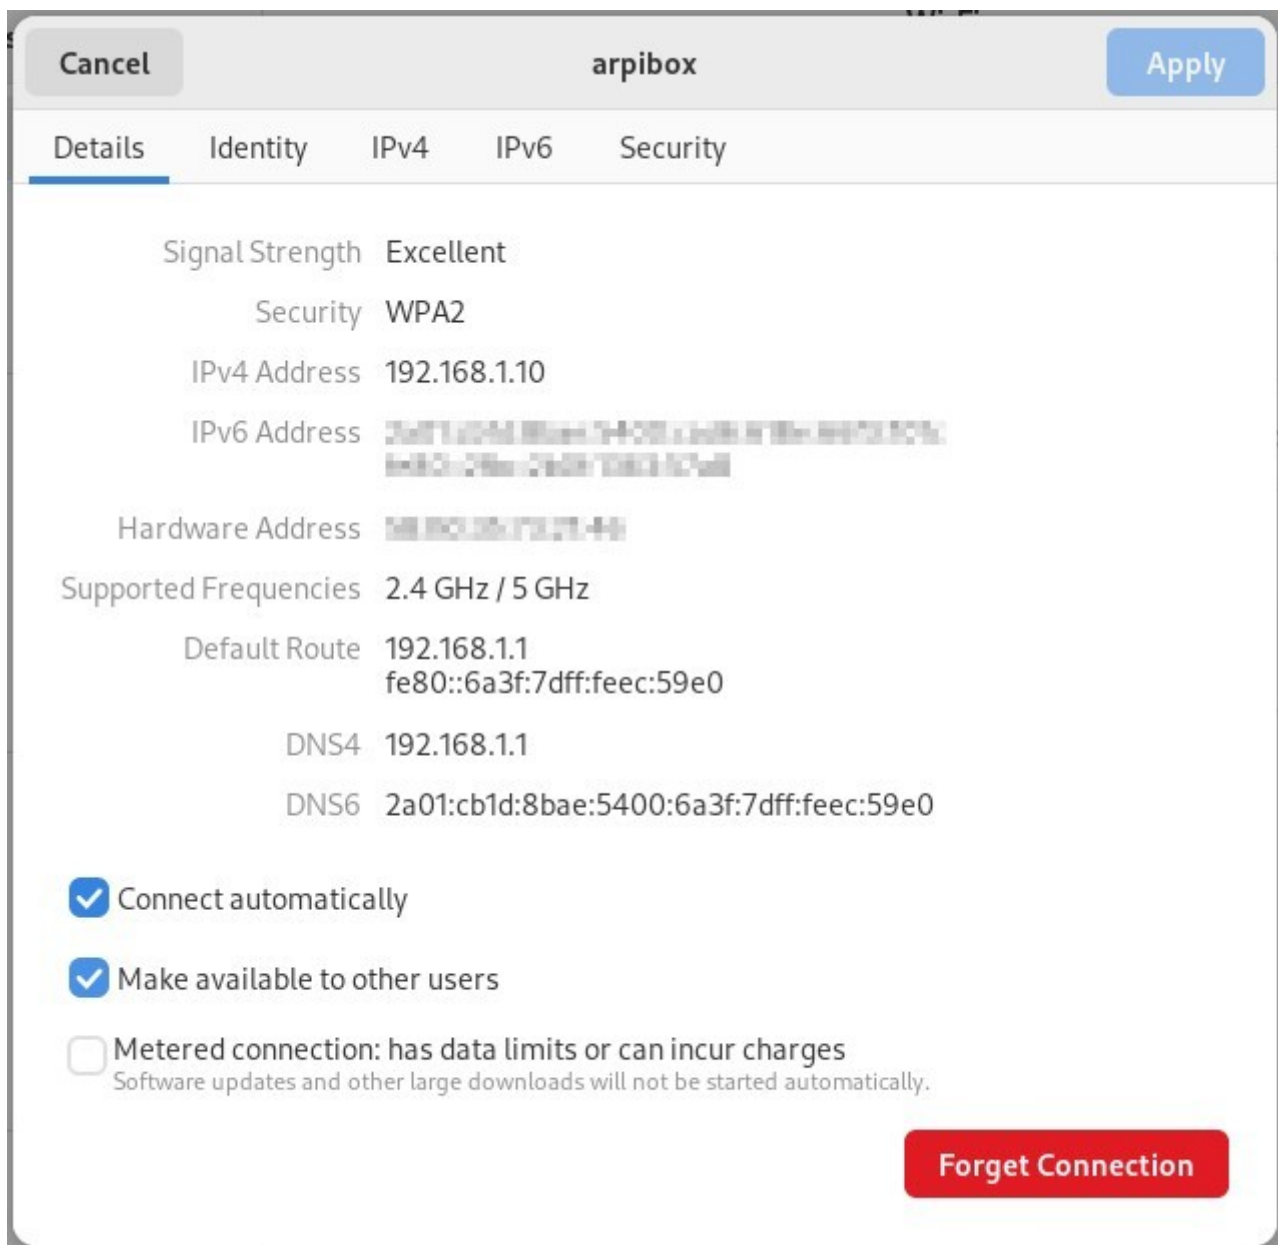 Cancel arpibox Apply
Details Identity IPv4 IPv6 Security
Signal Strength Excellent
Security WPA2
IPv4 Address 192.168.1.10
IPv6 Address
Hardware Address
Supported Frequencies 2.4 GHz / 5 GHz
Default Route 192.168.1.1
fe80::6a3f:7dff:feec:59e0
DNS4 192.168.1.1
DNS6 2a01:cb1d:8bae:5400:6a3f:7dff:feec:59e0
Connect automatically
Make available to other users
Metered connection: has data limits or can incur charges
Software updates and other large downloads will not be started automatically.
Forget Connection